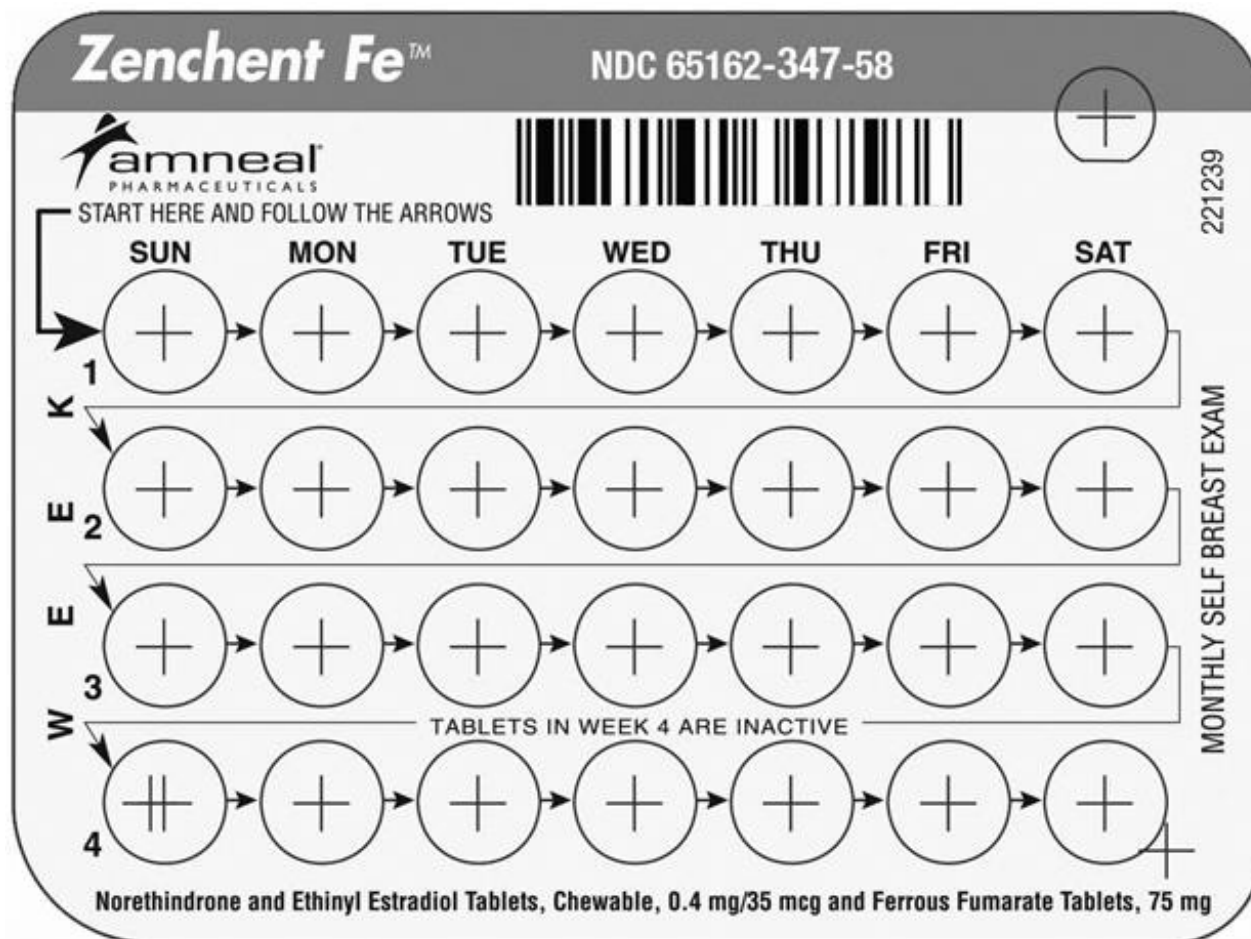 Zenchent Fe™ NDC 65162-347-58
amneal®
PHARMACEUTICALS
221239
START HERE AND FOLLOW THE ARROWS
SUN MON TUE WED THU FRI SAT
WEEK
1
2
3
TABLETS IN WEEK 4 ARE INACTIVE
4
MONTHLY SELF BREAST EXAM
Norethindrone and Ethinyl Estradiol Tablets, Chewable, 0.4 mg/35 mcg and Ferrous Fumarate Tablets, 75 mg